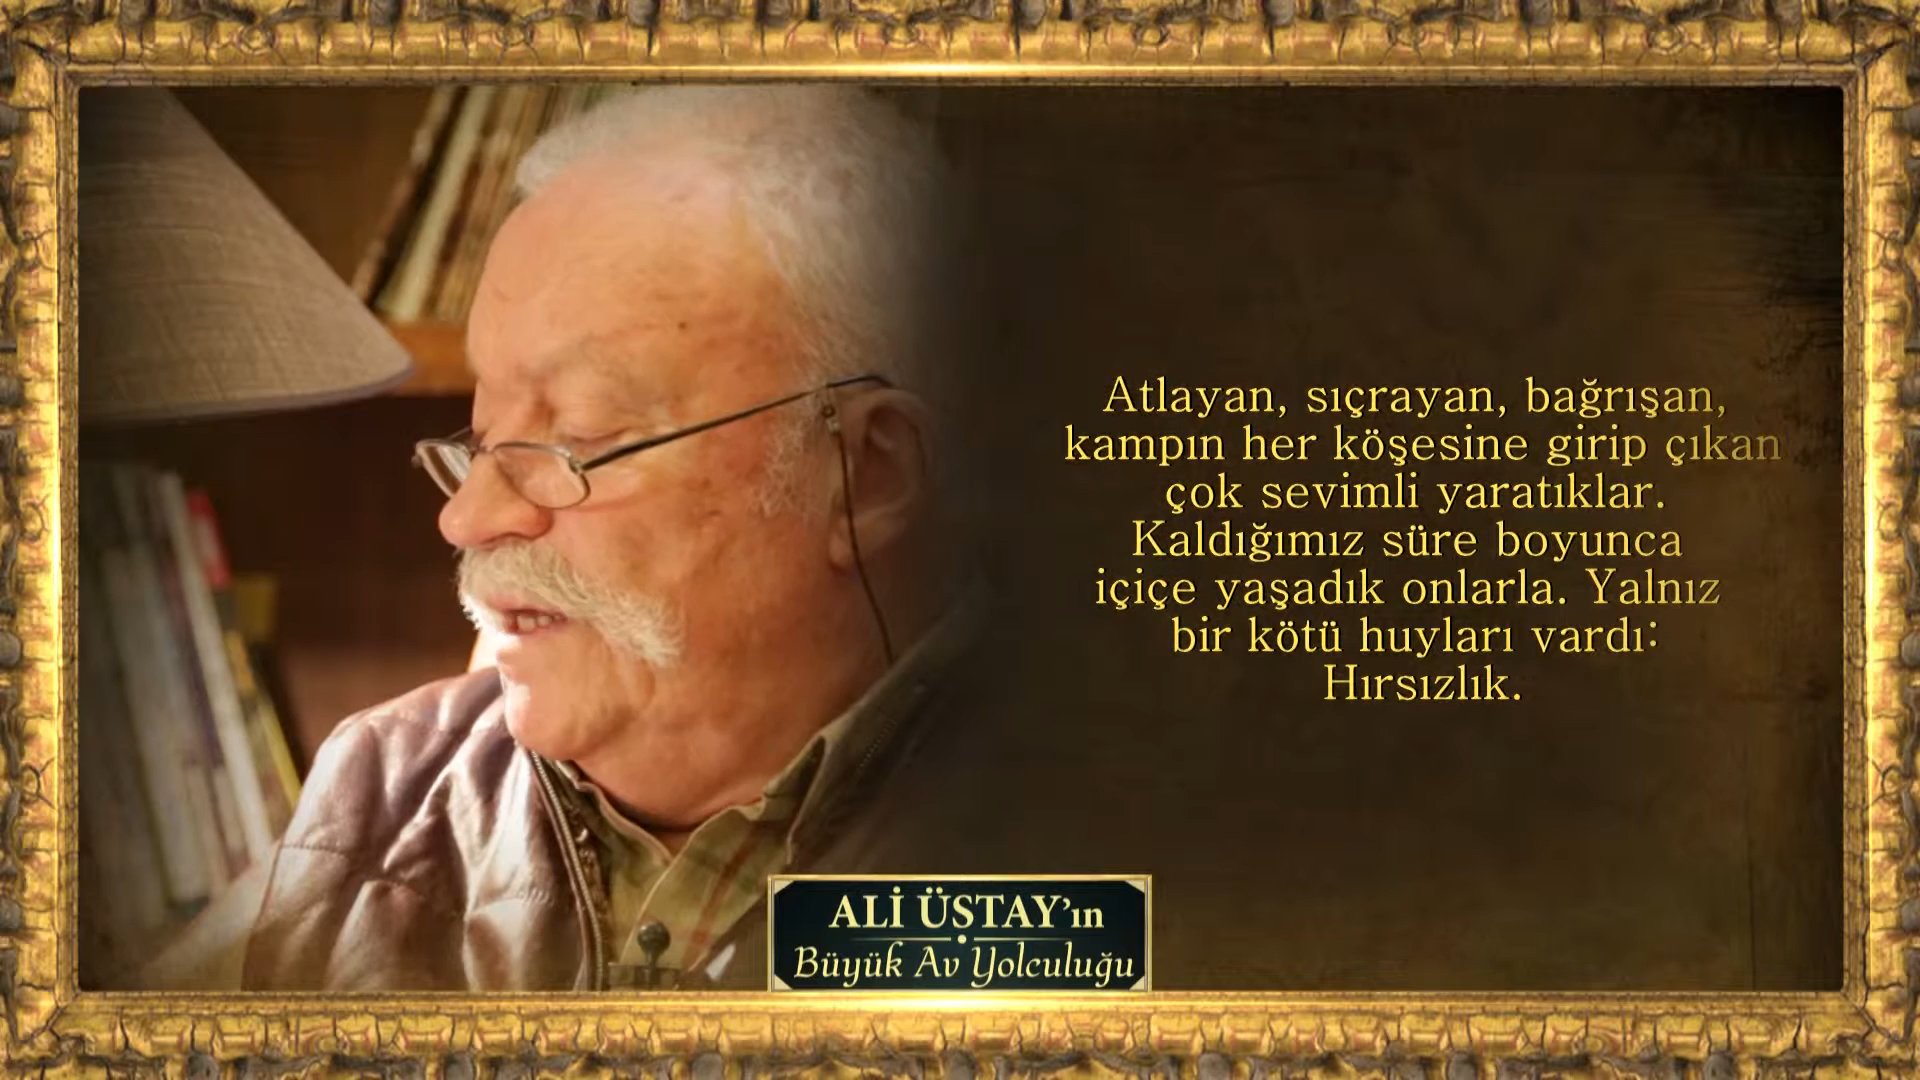 Atlayan, sıçrayan, bağrışan,
kampın her köşesine girip çıkan
çok sevimli yaratıklar.
Kaldığımız süre boyunca
içiçe yaşadık onlarla. Yalnız
bir kötü huyları vardı:
Hırsızlık.
ALİ ÜSTAY’ın
Büyük Av Yolculuğu